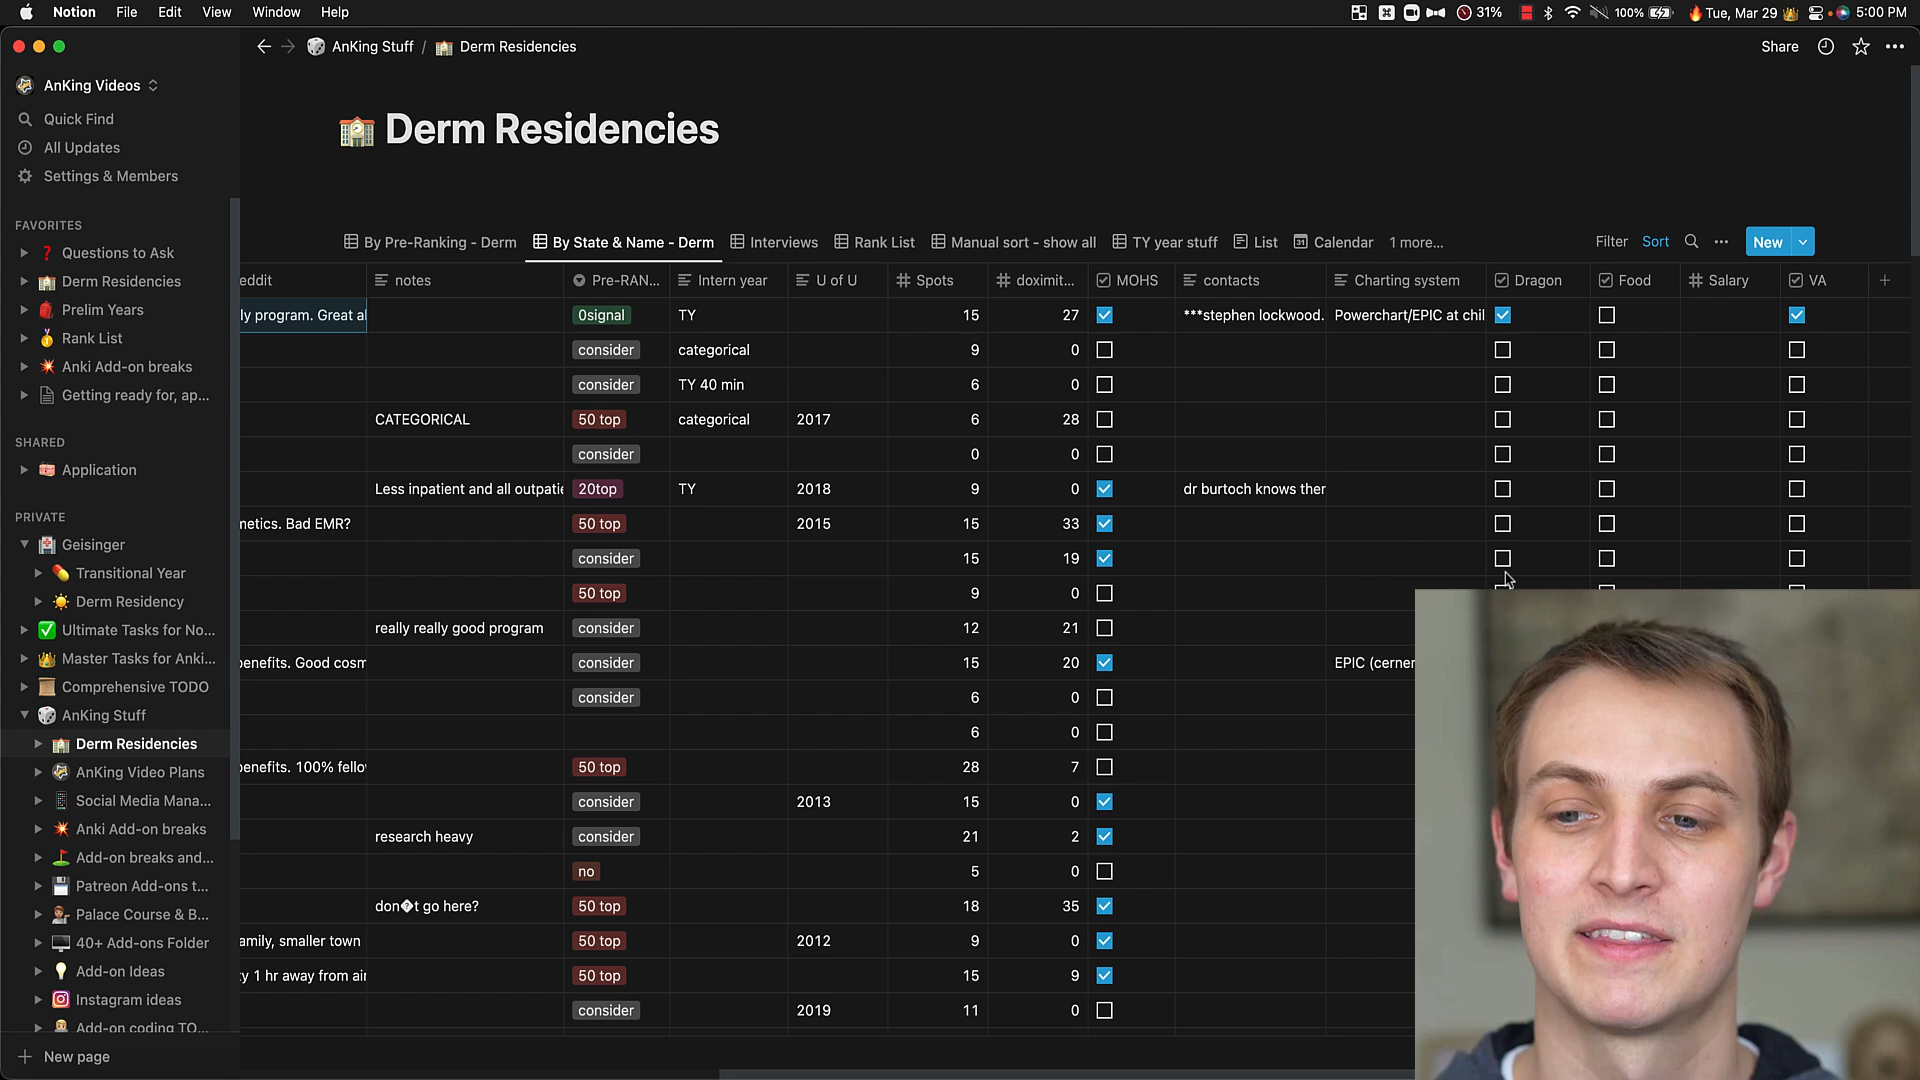 Notion File Edit View Window Help
31% 100% Tue, Mar 29 5:00 PM
AnKing Stuff / Derm Residencies
Share
AnKing Videos
Quick Find
All Updates
Settings & Members
FAVORITES
Questions to Ask
Derm Residencies
Prelim Years
Rank List
Anki Add-on breaks
Getting ready for, ap...
SHARED
Application
PRIVATE
Geisinger
Transitional Year
Derm Residency
Ultimate Tasks for No...
Master Tasks for Anki...
Comprehensive TODO
AnKing Stuff
Derm Residencies
AnKing Video Plans
Social Media Mana...
Anki Add-on breaks
Add-on breaks and...
Patreon Add-ons t...
Palace Course & B...
40+ Add-ons Folder
Add-on Ideas
Instagram ideas
Add-on coding TO...
New page
Derm Residencies
By Pre-Ranking - Derm By State & Name - Derm Interviews Rank List Manual sort - show all TY year stuff List Calendar 1 more...
Filter Sort New
eddit notes Pre-RAN... Intern year U of U Spots doximit... MOHS contacts Charting system Dragon Food Salary VA
ly program. Great al 0signal TY 15 27 ***stephen lockwood. Powerchart/EPIC at chil
consider categorical 9 0
consider TY 40 min 6 0
CATEGORICAL 50 top categorical 2017 6 28
consider 0 0
Less inpatient and all outpatie 20top TY 2018 9 0 dr burtoch knows ther
netics. Bad EMR? 50 top 2015 15 33
consider 15 19
50 top 9 0
really really good program consider 12 21
benefits. Good cosm consider 15 20 EPIC (cerner
consider 6 0
6 0
benefits. 100% fellov 50 top 28 7
consider 2013 15 0
research heavy consider 21 2
no 5 0
don�t go here? 50 top 18 35
amily, smaller town 50 top 2012 9 0
y 1 hr away from air 50 top 15 9
consider 2019 11 0